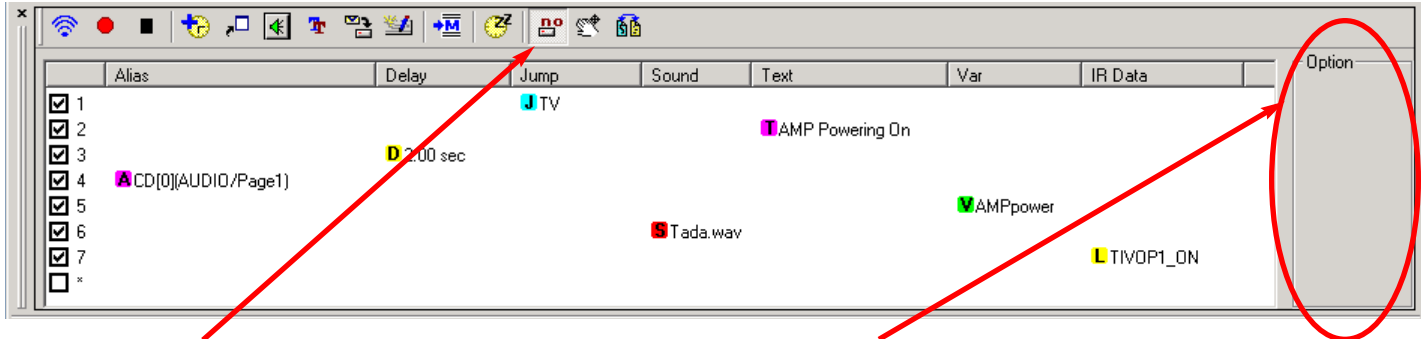 no
Alias Delay Jump Sound Text Var IR Data Option
1 J TV
2 T AMP Powering On
3 D 2.00 sec
4 A CD[0](AUDIO/Page1)
5 V AMPpower
6 S Tada.wav
7 L TIVOP1_ON
*